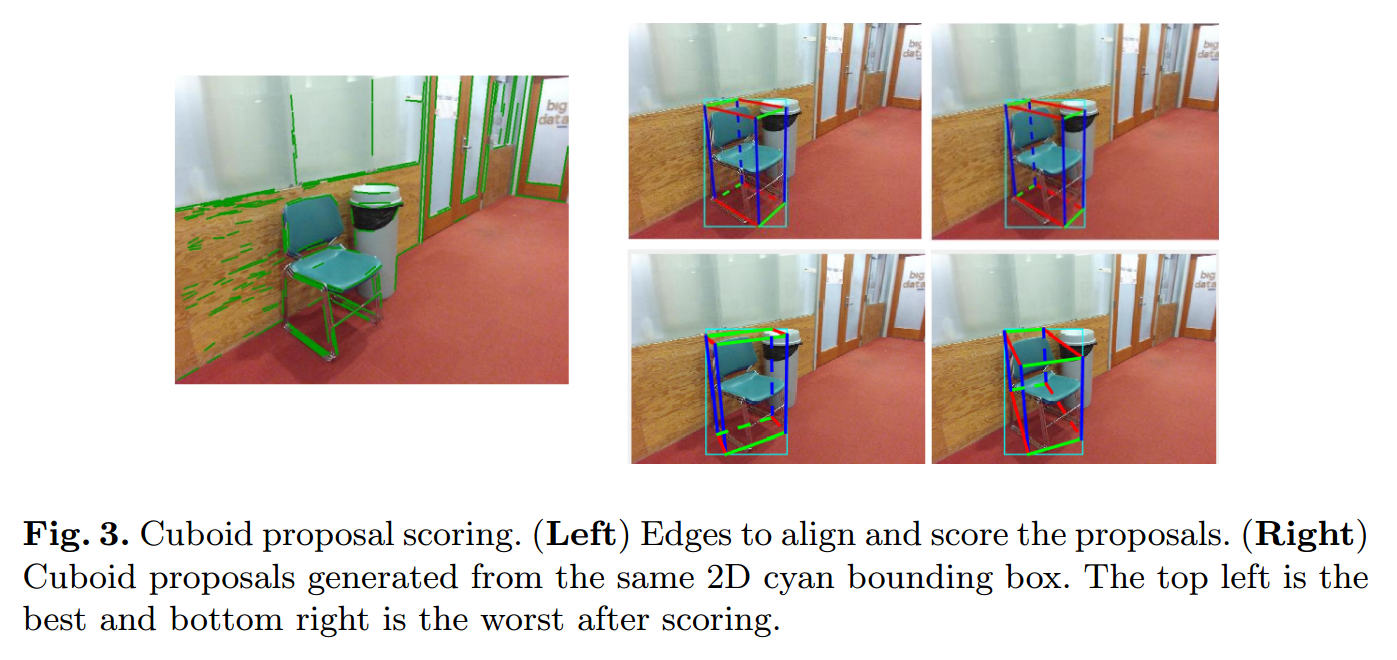 big
data
big
data
big
data
big
data
big
data
Fig. 3. Cuboid proposal scoring. (Left) Edges to align and score the proposals. (Right)
Cuboid proposals generated from the same 2D cyan bounding box. The top left is the
best and bottom right is the worst after scoring.